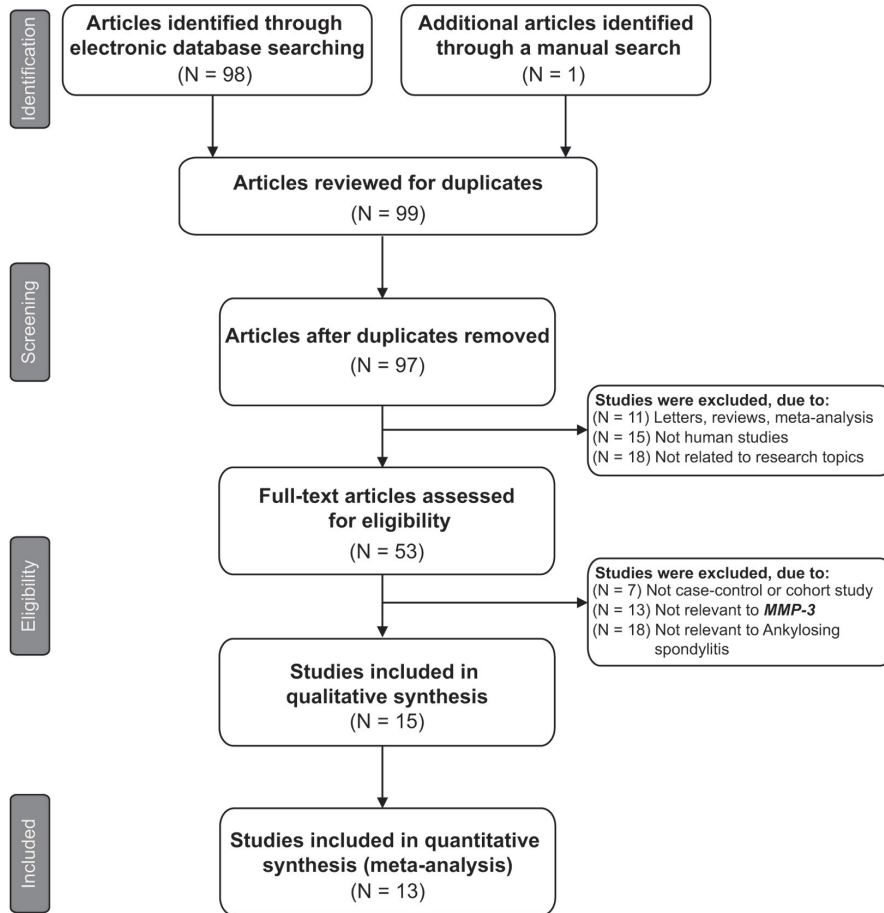 Identification
Articles identified through
electronic database searching
(N = 98)
Additional articles identified
through a manual search
(N = 1)
Articles reviewed for duplicates
(N = 99)
Screening
Articles after duplicates removed
(N = 97)
Studies were excluded, due to:
(N = 11) Letters, reviews, meta-analysis
(N = 15) Not human studies
(N = 18) Not related to research topics
Full-text articles assessed
for eligibility
(N = 53)
Eligibility
Studies were excluded, due to:
(N = 7) Not case-control or cohort study
(N = 13) Not relevant to MMP-3
(N = 18) Not relevant to Ankylosing
spondylitis
Studies included in
qualitative synthesis
(N = 15)
Included
Studies included in quantitative
synthesis (meta-analysis)
(N = 13)